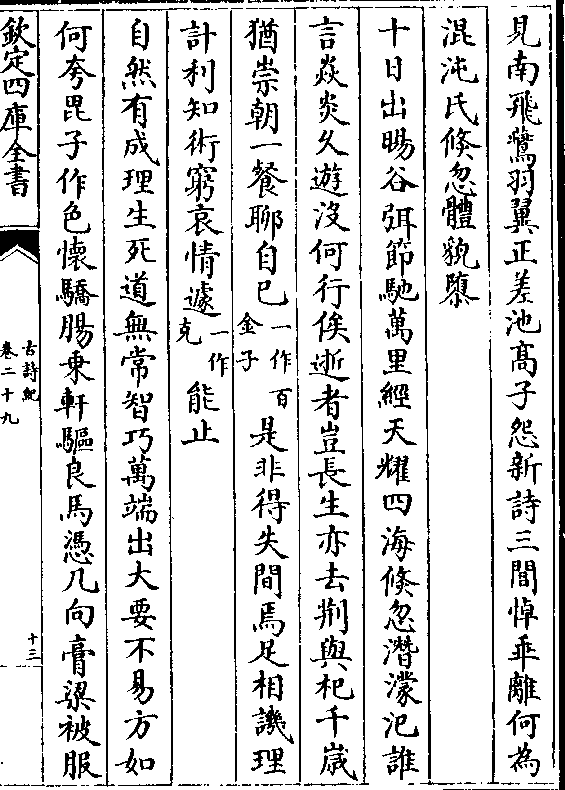 見南飛鷰羽翼正差池髙子怨新詩三閭悼乖離何為
混沌氏倐忽體貌隳
十日出暘谷弭節馳萬里經天耀四海倐忽潛濛汜誰
言焱炎久遊沒何行俟逝者豈長生亦去荆與杞千嵗
猶崇朝一餐聊自已一作百金子是非得失間焉足相譏理
計利知術窮哀情遽一作克能止
自然有成理生死道無常智巧萬端出大要不易方如
何夸毘子作色懷驕腸乗軒驅良馬憑几向膏粱被服
欽定四庫全書
古詩紀
卷二十九
十三